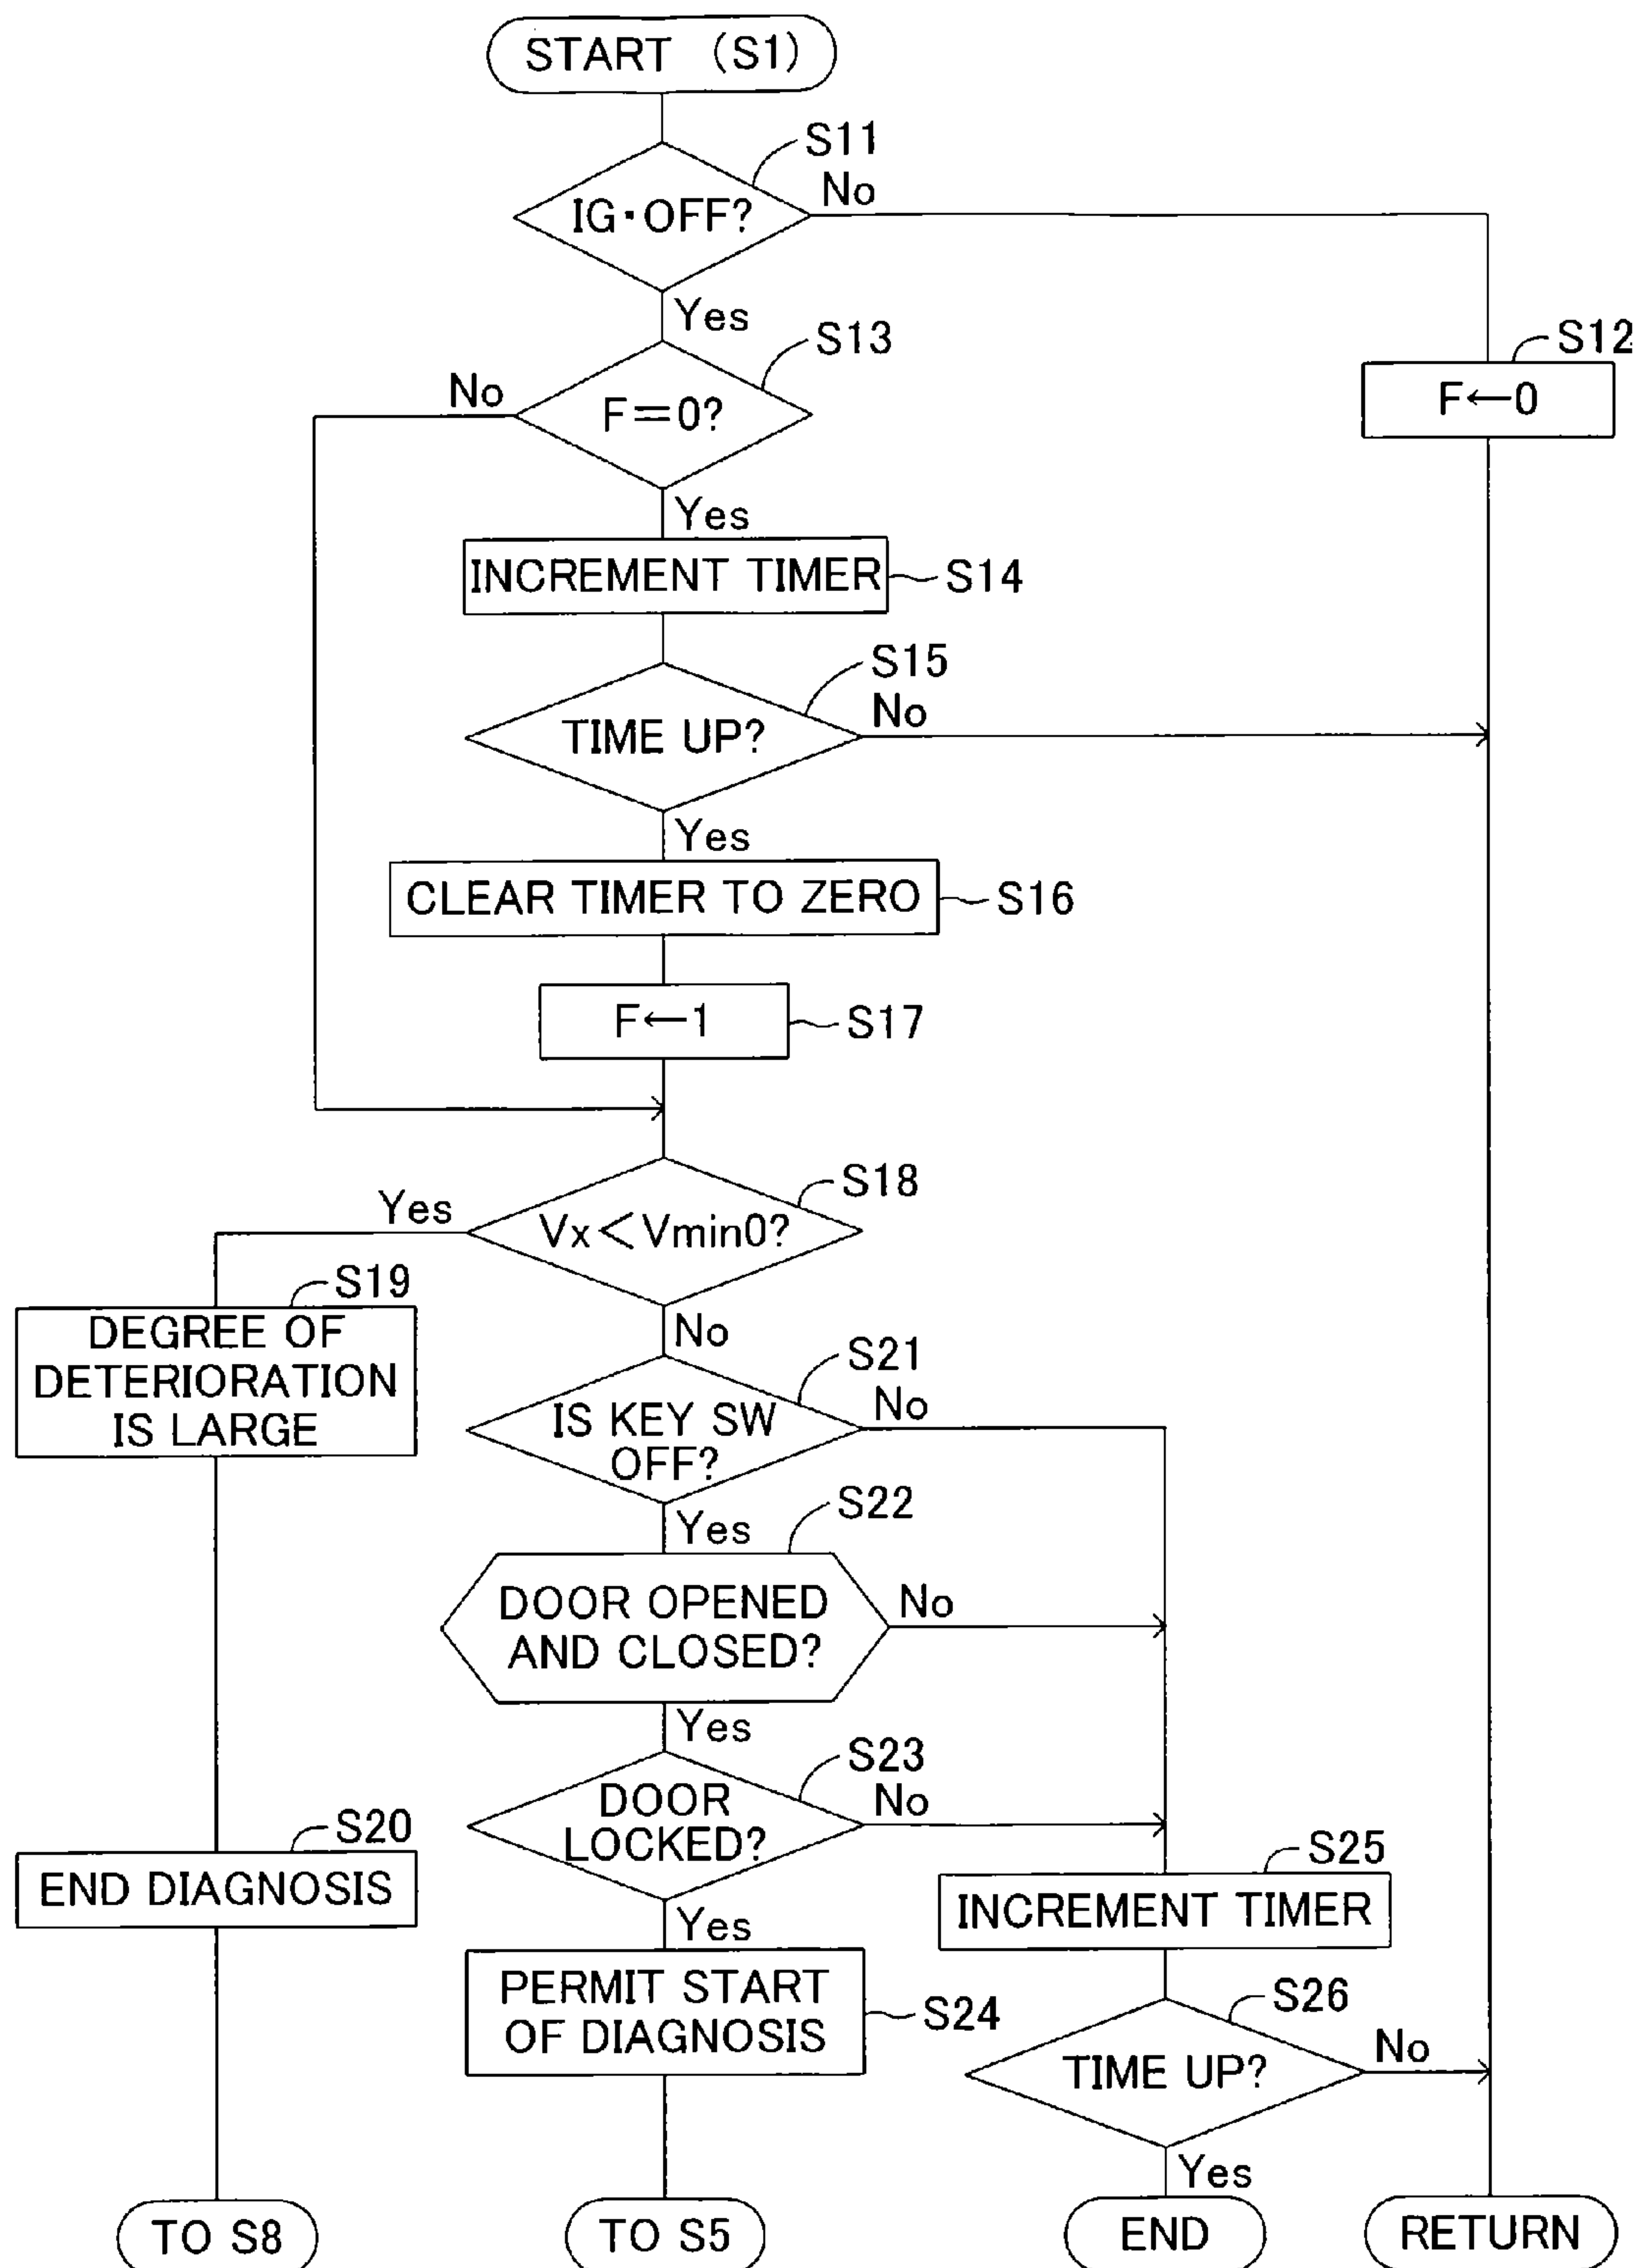 START (S1)
S11
IG・OFF?
No
Yes
S12
F←0
S13
F=0?
No
Yes
INCREMENT TIMER
S14
S15
TIME UP?
No
Yes
CLEAR TIMER TO ZERO
S16
F←1
S17
S18
Vx<Vmin0?
Yes
No
S19
DEGREE OF
DETERIORATION
IS LARGE
S21
IS KEY SW
OFF?
No
Yes
S22
DOOR OPENED
AND CLOSED?
No
Yes
S23
DOOR
LOCKED?
No
Yes
S20
END DIAGNOSIS
S25
INCREMENT TIMER
PERMIT START
OF DIAGNOSIS
S24
S26
TIME UP?
No
Yes
TO S8
TO S5
END
RETURN